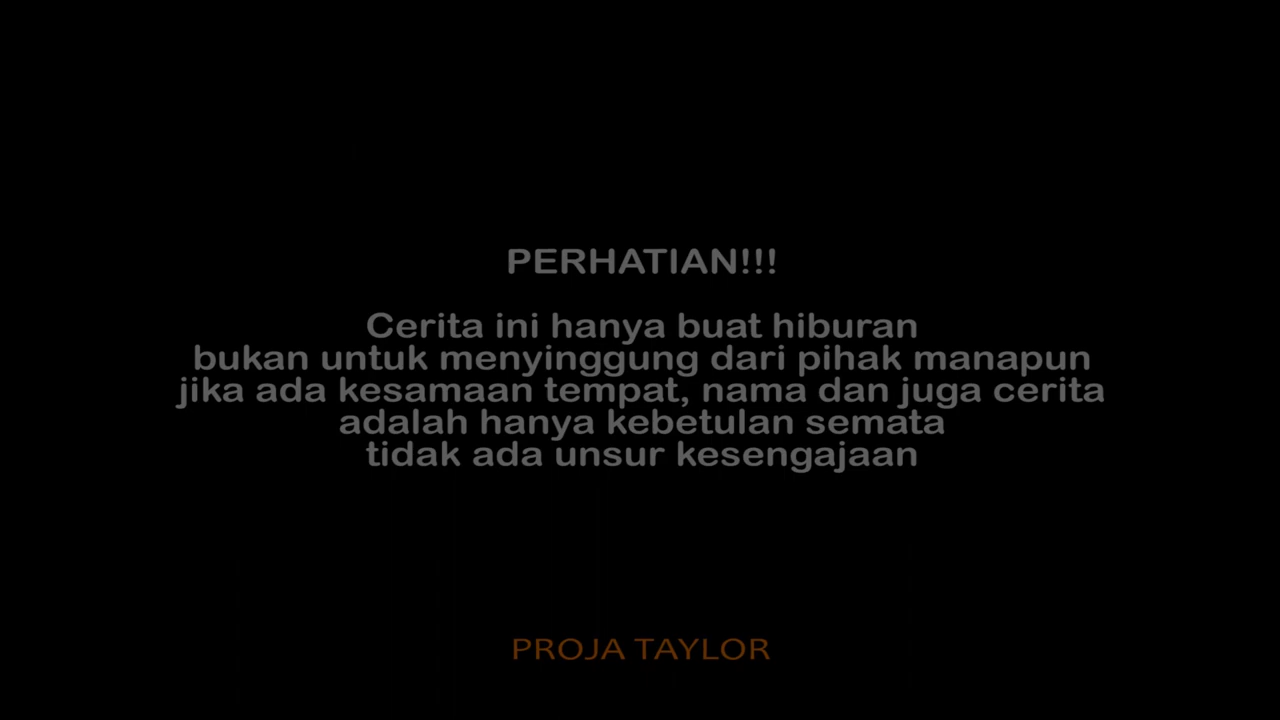 PERHATIAN!!!
Cerita ini hanya buat hiburan
bukan untuk menyinggung dari pihak manapun
jika ada kesamaan tempat, nama dan juga cerita
adalah hanya kebetulan semata
tidak ada unsur kesengajaan
PROJA TAYLOR